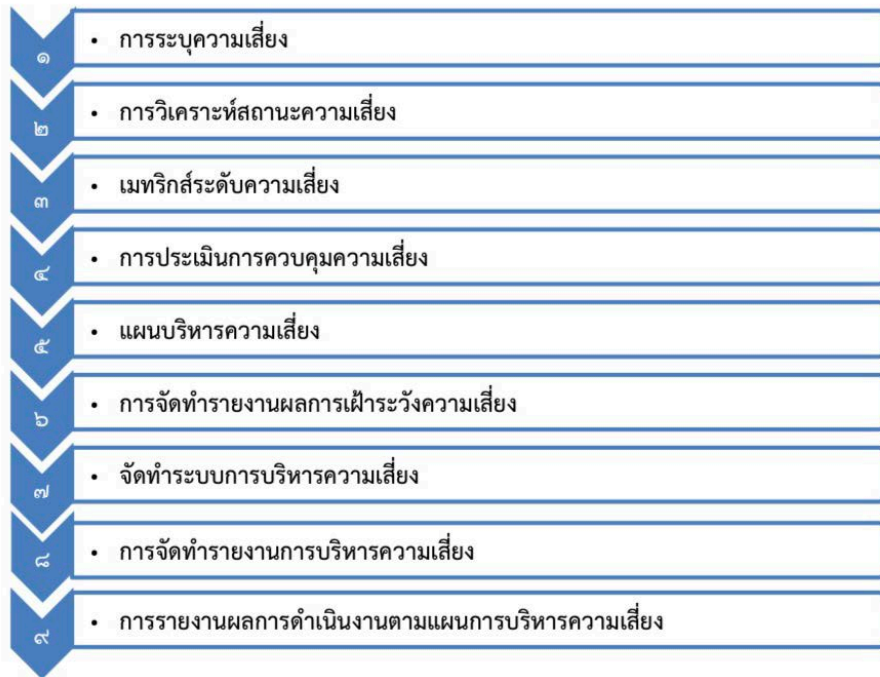 ๑
• การระบุความเสี่ยง
๒
• การวิเคราะห์สถานะความเสี่ยง
๓
• เมทริกส์ระดับความเสี่ยง
๔
• การประเมินการควบคุมความเสี่ยง
๕
• แผนบริหารความเสี่ยง
๖
• การจัดทำรายงานผลการเฝ้าระวังความเสี่ยง
๗
• จัดทำระบบการบริหารความเสี่ยง
๘
• การจัดทำรายงานการบริหารความเสี่ยง
๙
• การรายงานผลการดำเนินงานตามแผนการบริหารความเสี่ยง